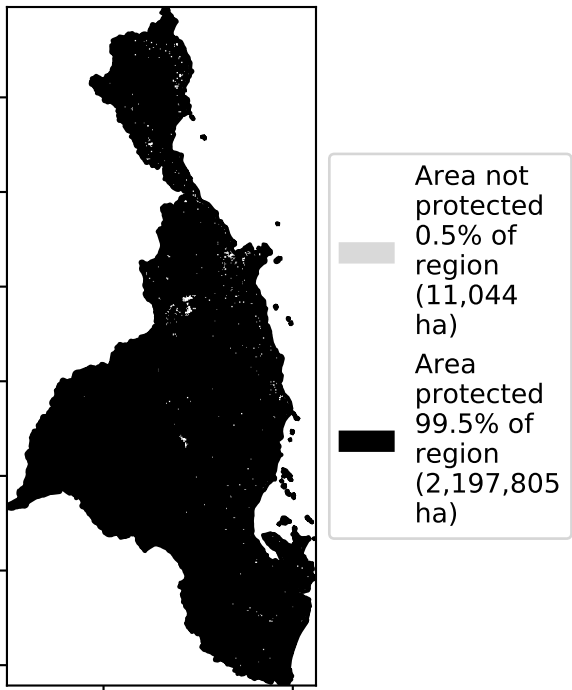 Area not
protected
0.5% of
region
(11,044
ha)
Area
protected
99.5% of
region
(2,197,805
ha)